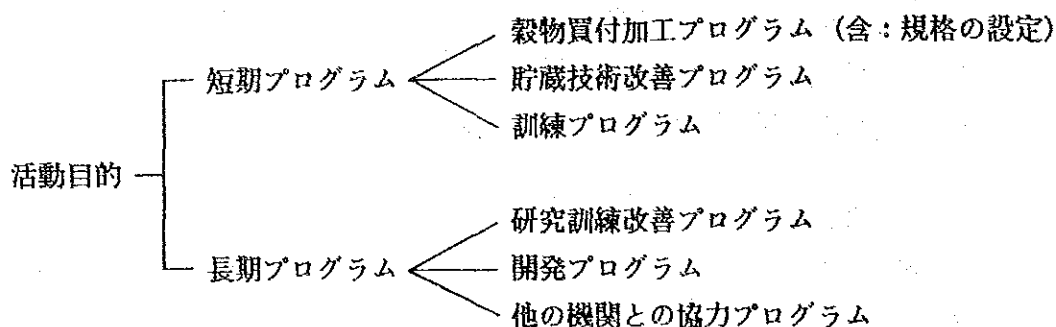 活動目的
短期プログラム
穀物買付加工プログラム（含：規格の設定）
貯蔵技術改善プログラム
訓練プログラム
長期プログラム
研究訓練改善プログラム
開発プログラム
他の機関との協力プログラム